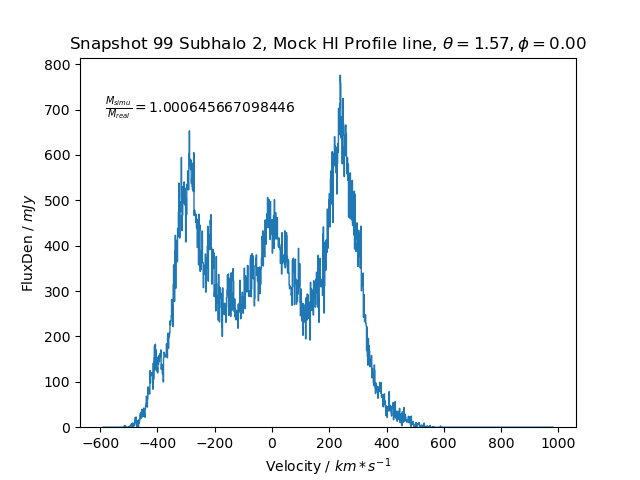 Snapshot 99 Subhalo 2, Mock HI Profile line, θ = 1.57, ϕ = 0.00
M_simu/M_real = 1.000645667098446
FluxDen / mJy
800
700
600
500
400
300
200
100
0
−600 −400 −200 0 200 400 600 800 1000
Velocity / km * s⁻¹